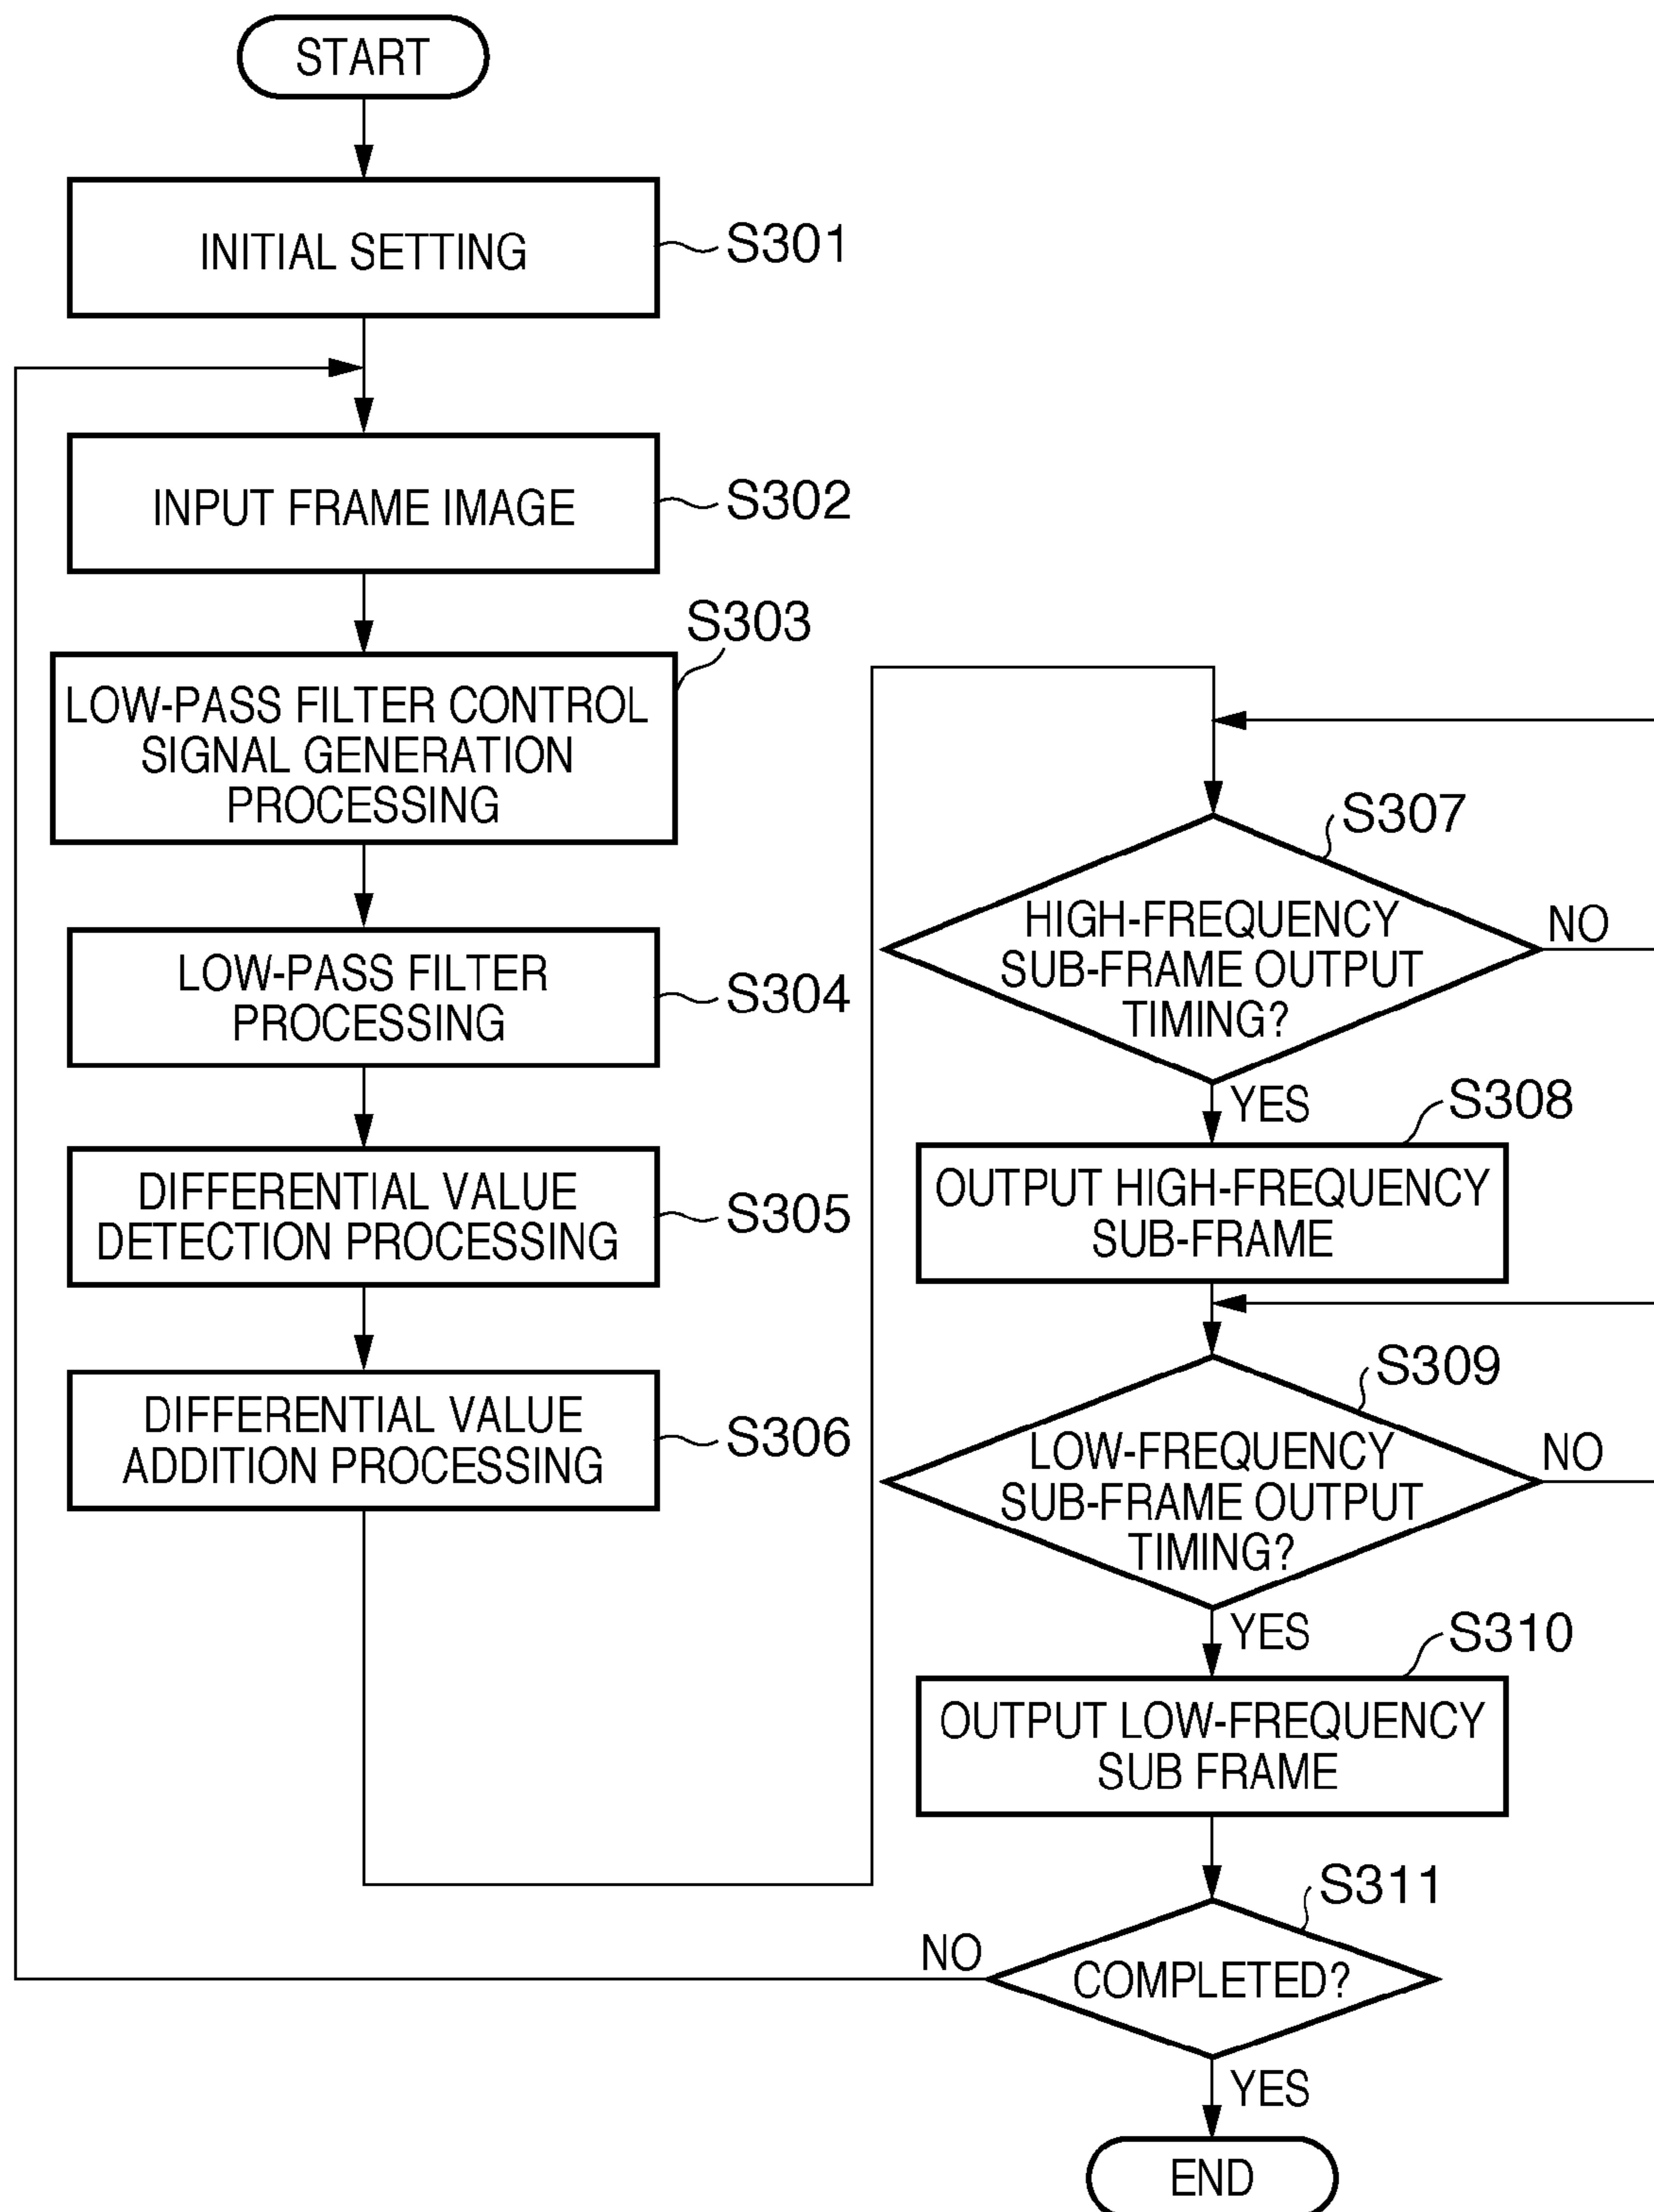 START
INITIAL SETTING
S301
INPUT FRAME IMAGE
S302
S303
LOW-PASS FILTER CONTROL
SIGNAL GENERATION
PROCESSING
LOW-PASS FILTER
PROCESSING
S304
DIFFERENTIAL VALUE
DETECTION PROCESSING
S305
DIFFERENTIAL VALUE
ADDITION PROCESSING
S306
S307
HIGH-FREQUENCY
SUB-FRAME OUTPUT
TIMING?
NO
YES
S308
OUTPUT HIGH-FREQUENCY
SUB-FRAME
S309
LOW-FREQUENCY
SUB-FRAME OUTPUT
TIMING?
NO
YES
S310
OUTPUT LOW-FREQUENCY
SUB FRAME
S311
COMPLETED?
NO
YES
END